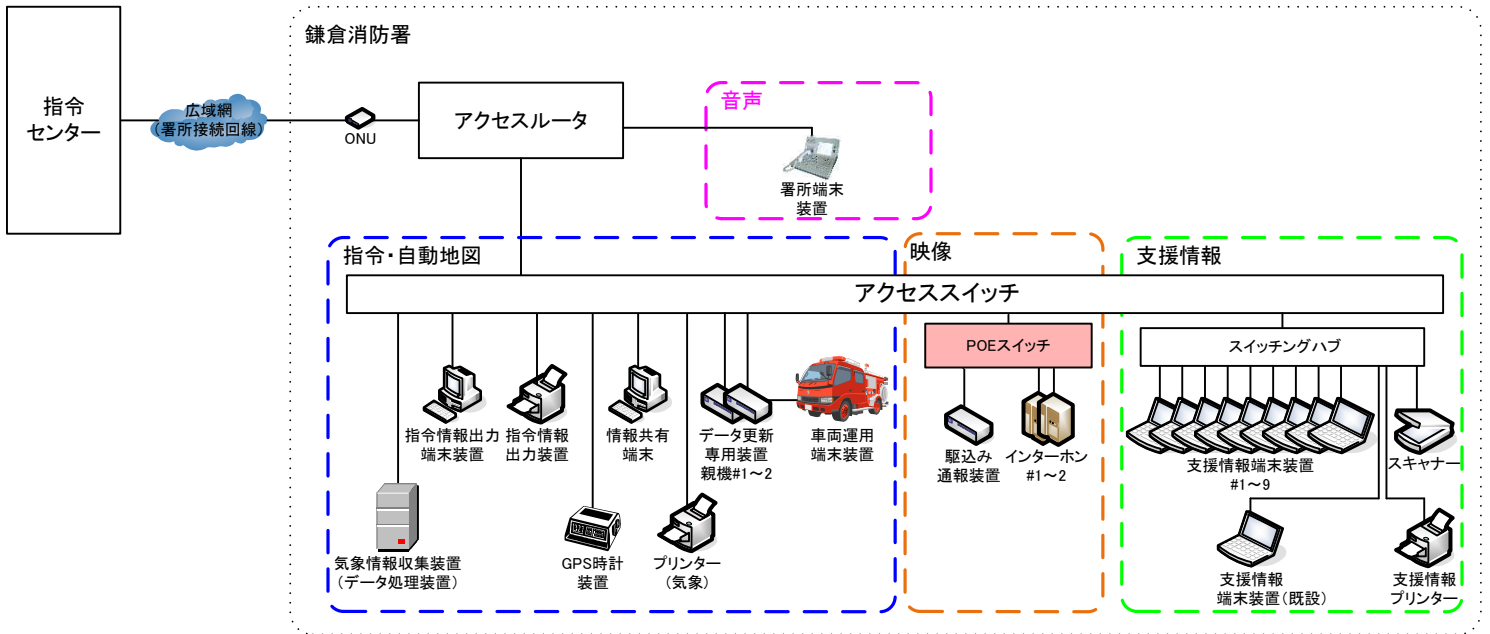 鎌倉消防署
指令
センター
広域網
(署所接続回線)
ONU
アクセスルータ
音声
署所端末
装置
指令・自動地図
映像
支援情報
アクセススイッチ
POEスイッチ
スイッチングハブ
指令情報出力
端末装置
指令情報
出力装置
情報共有
端末
データ更新
専用装置
親機#1～2
車両運用
端末装置
駆込み
通報装置
インターホン
#1～2
支援情報端末装置
#1～9
スキャナー
気象情報収集装置
(データ処理装置)
GPS時計
装置
プリンター
(気象)
支援情報
端末装置(既設)
支援情報
プリンター